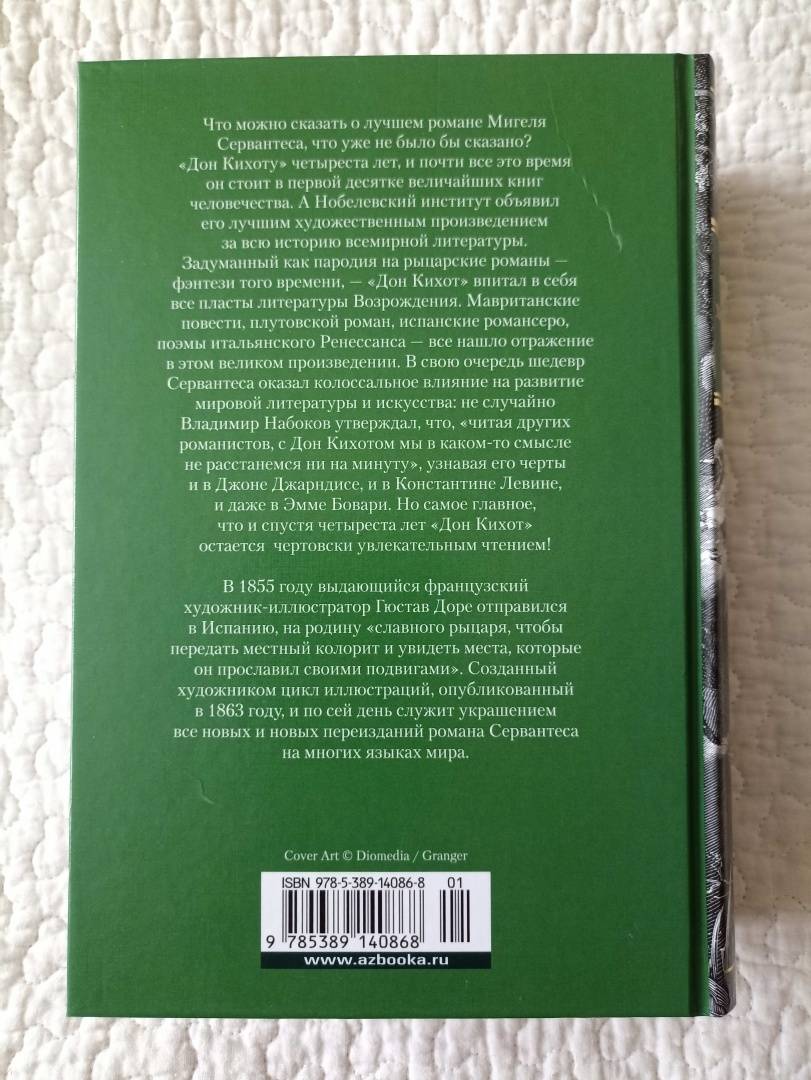 Что можно сказать о лучшем романе Мигеля
Сервантеса, что уже не было бы сказано?
«Дон Кихоту» четыреста лет, и почти все это время
он стоит в первой десятке величайших книг
человечества. А Нобелевский институт объявил
его лучшим художественным произведением
за всю историю всемирной литературы.
Задуманный как пародия на рыцарские романы —
фэнтези того времени, — «Дон Кихот» впитал в себя
все пласты литературы Возрождения. Мавританские
повести, плутовской роман, испанские романсеро,
поэмы итальянского Ренессанса — все нашло отражение
в этом великом произведении. В свою очередь шедевр
Сервантеса оказал колоссальное влияние на развитие
мировой литературы и искусства: не случайно
Владимир Набоков утверждал, что, «читая других
романистов, с Дон Кихотом мы в каком-то смысле
не расстанемся ни на минуту», узнавая его черты
и в Джоне Джарндисе, и в Константине Левине,
и даже в Эмме Бовари. Но самое главное,
что и спустя четыреста лет «Дон Кихот»
остается чертовски увлекательным чтением!
В 1855 году выдающийся французский
художник-иллюстратор Гюстав Доре отправился
в Испанию, на родину «славного рыцаря, чтобы
передать местный колорит и увидеть места, которые
он прославил своими подвигами». Созданный
художником цикл иллюстраций, опубликованный
в 1863 году, и по сей день служит украшением
все новых и новых переизданий романа Сервантеса
на многих языках мира.
Cover Art © Diomedia / Granger
ISBN 978-5-389-14086-8 01
9 785389 140868
www.azbooka.ru